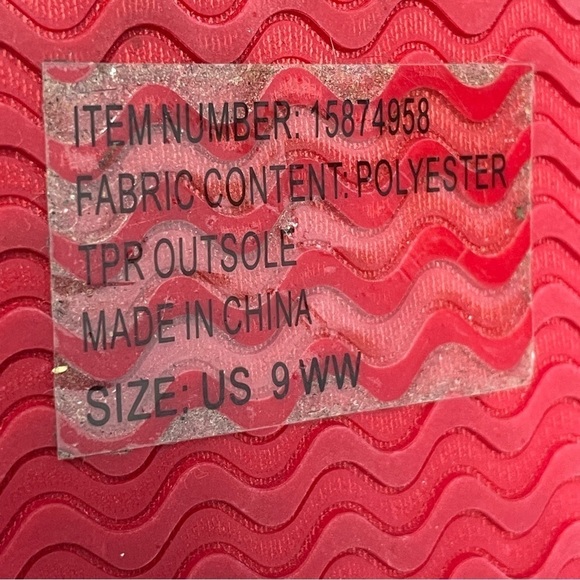 ITEM NUMBER: 15874958
FABRIC CONTENT: POLYESTER
TPR OUTSOLE
MADE IN CHINA
SIZE: US 9 WW